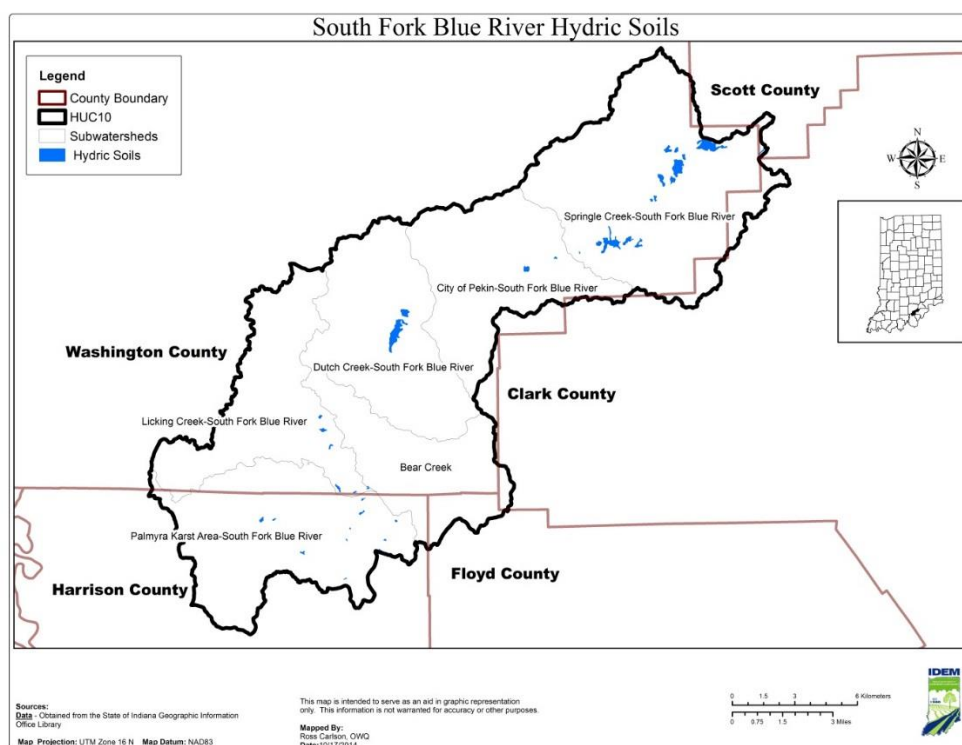 South Fork Blue River Hydric Soils
Legend
County Boundary
HUC10
Subwatersheds
Hydric Soils
Scott County
N
W E
S
Springle Creek-South Fork Blue River
City of Pekin-South Fork Blue River
Washington County
Dutch Creek-South Fork Blue River
Clark County
Licking Creek-South Fork Blue River
Bear Creek
Palmyra Karst Area-South Fork Blue River
Harrison County
Floyd County
Sources:
Data - Obtained from the State of Indiana Geographic Information
Office Library
Map Projection: UTM Zone 16 N Map Datum: NAD83
This map is intended to serve as an aid in graphic representation
only. This information is not warranted for accuracy or other purposes.
Mapped By:
Ross Carlson, OWQ
Date:10/17/2014
0 1.5 3 6 Kilometers
0 0.75 1.5 3 Miles
IDEM